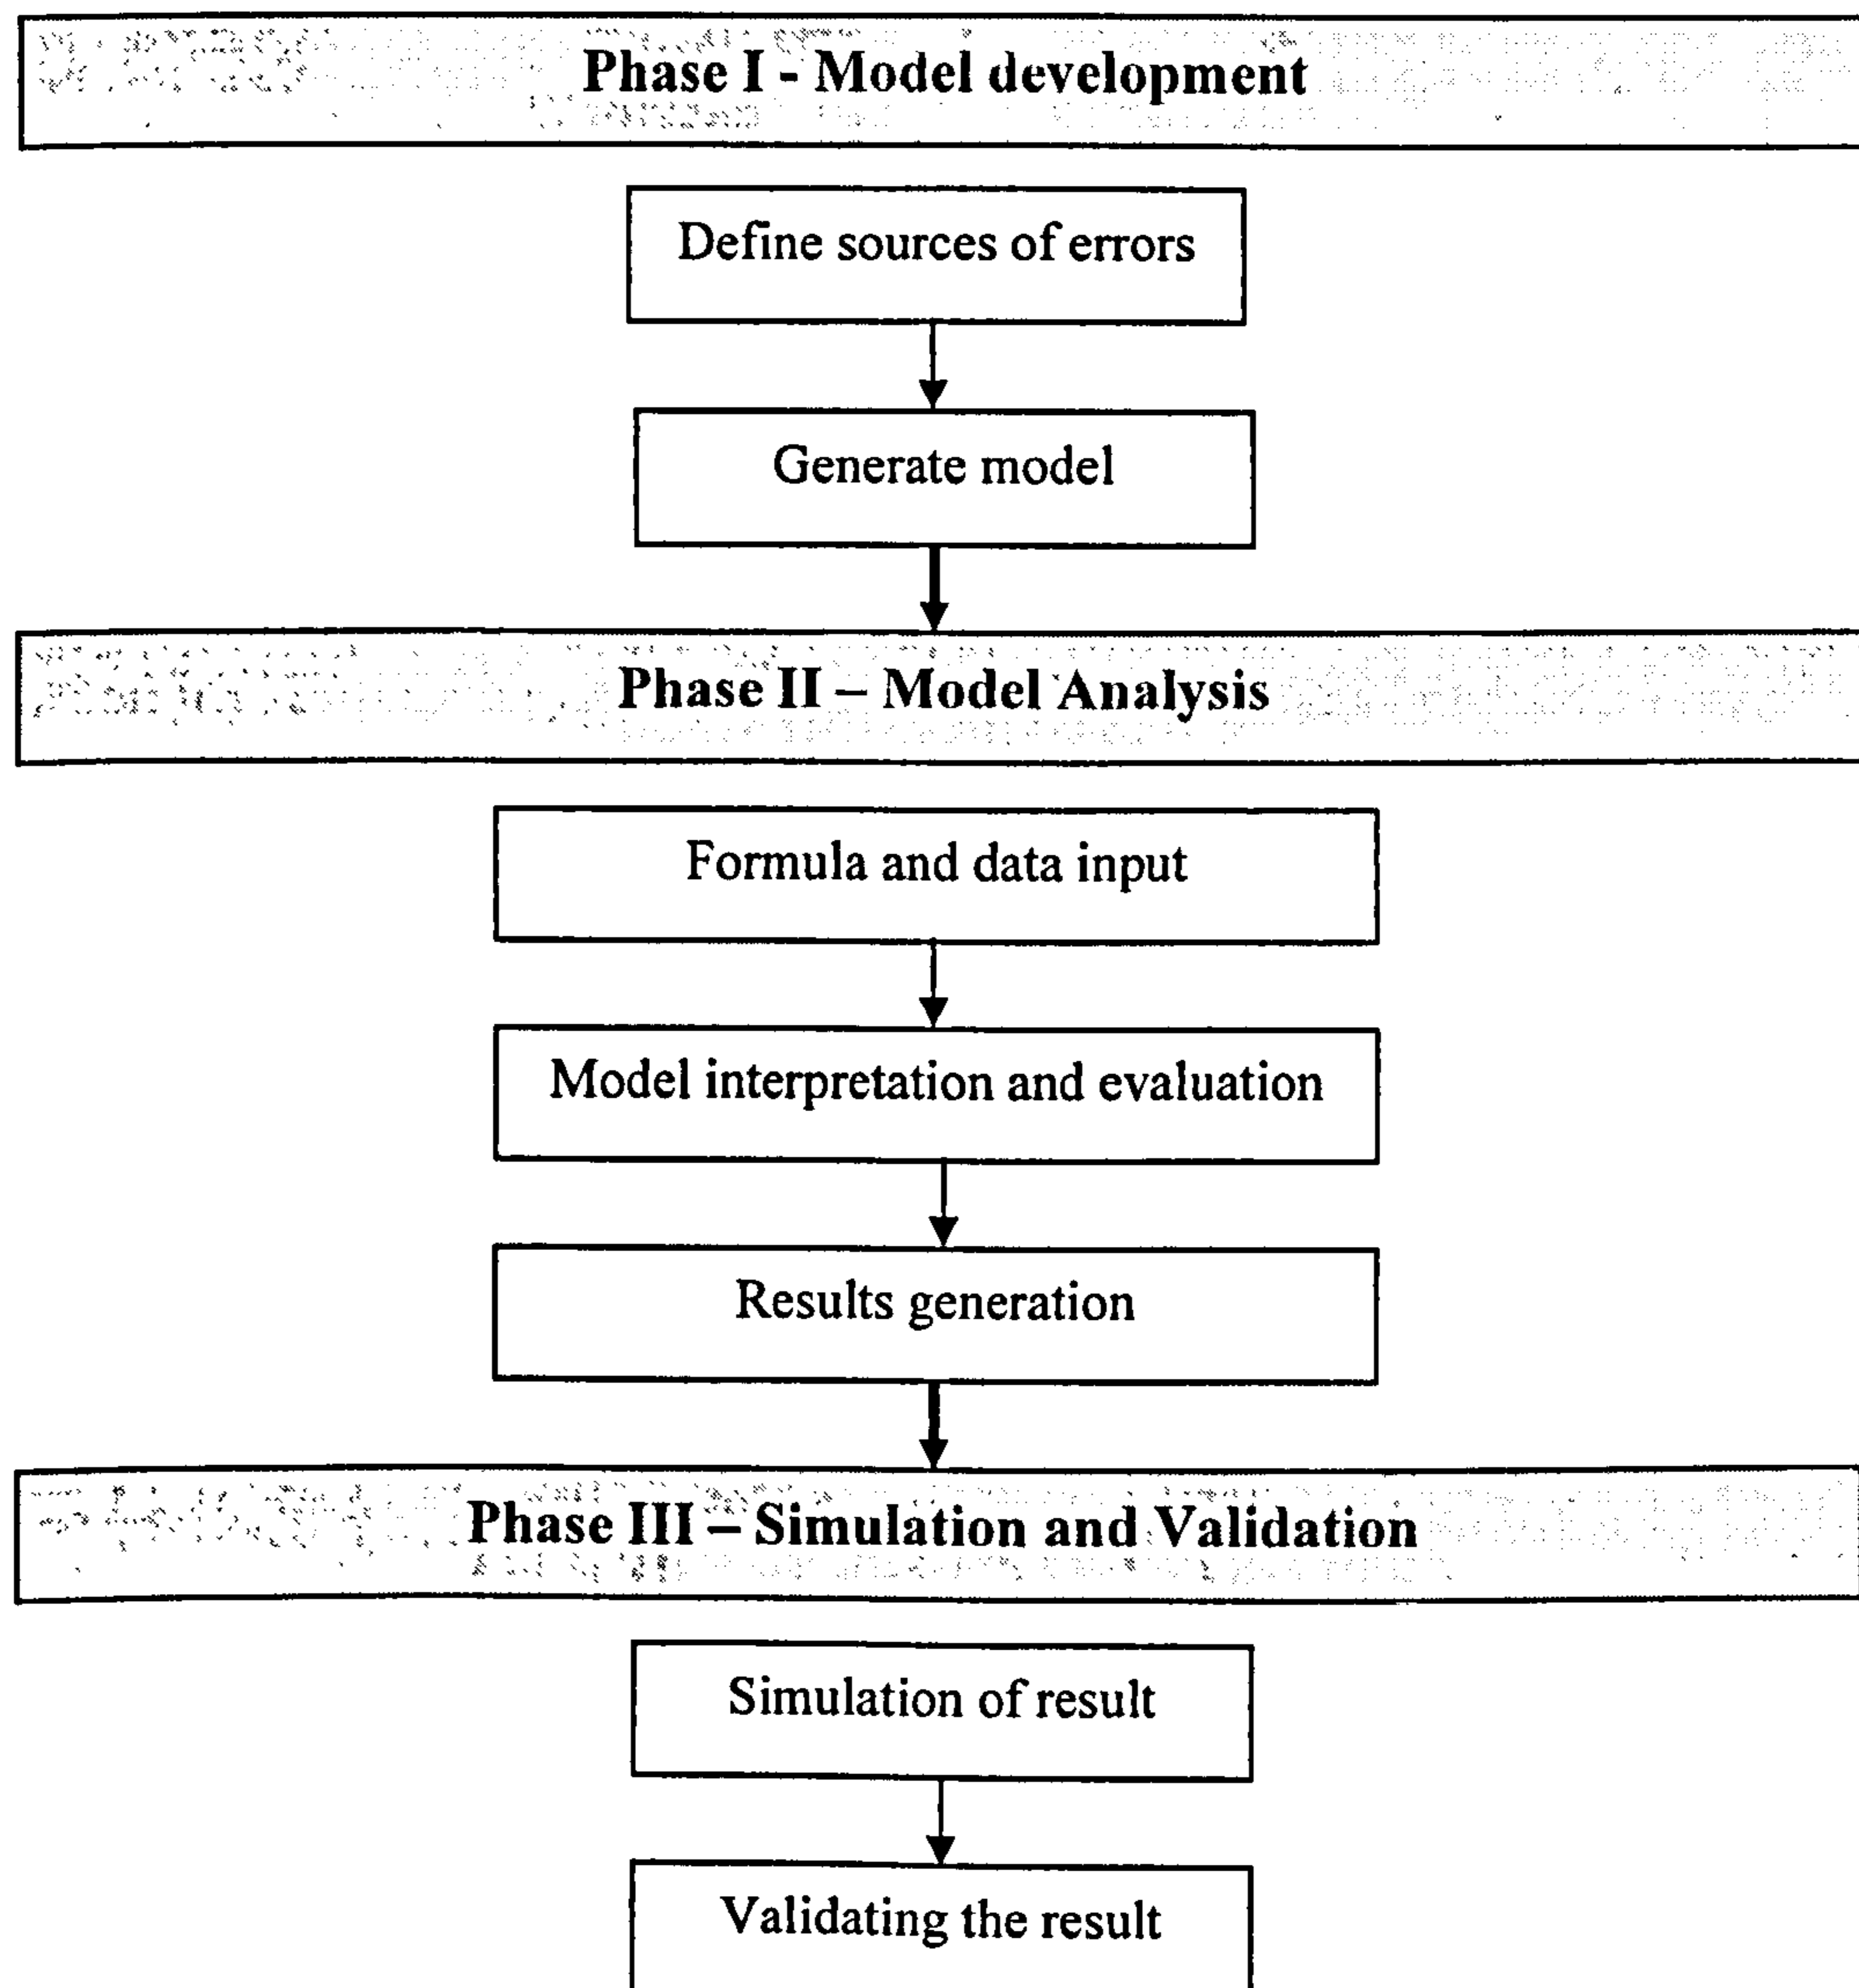 Phase I - Model development
Define sources of errors
Generate model
Phase II – Model Analysis
Formula and data input
Model interpretation and evaluation
Results generation
Phase III – Simulation and Validation
Simulation of result
Validating the result